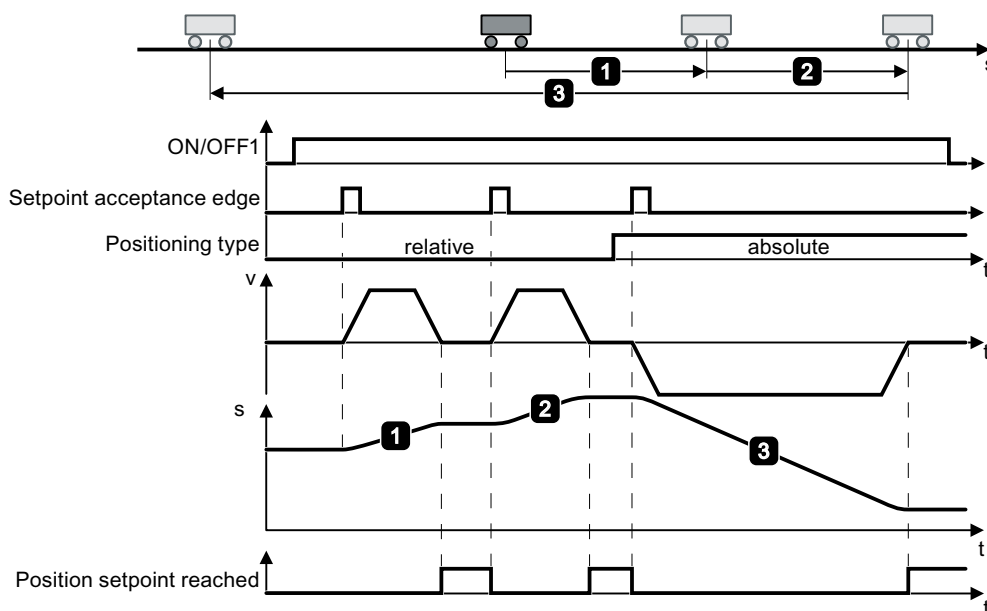 s
1
2
3
ON/OFF1
Setpoint acceptance edge
Positioning type
relative
absolute
t
v
t
s
1
2
3
t
Position setpoint reached
t